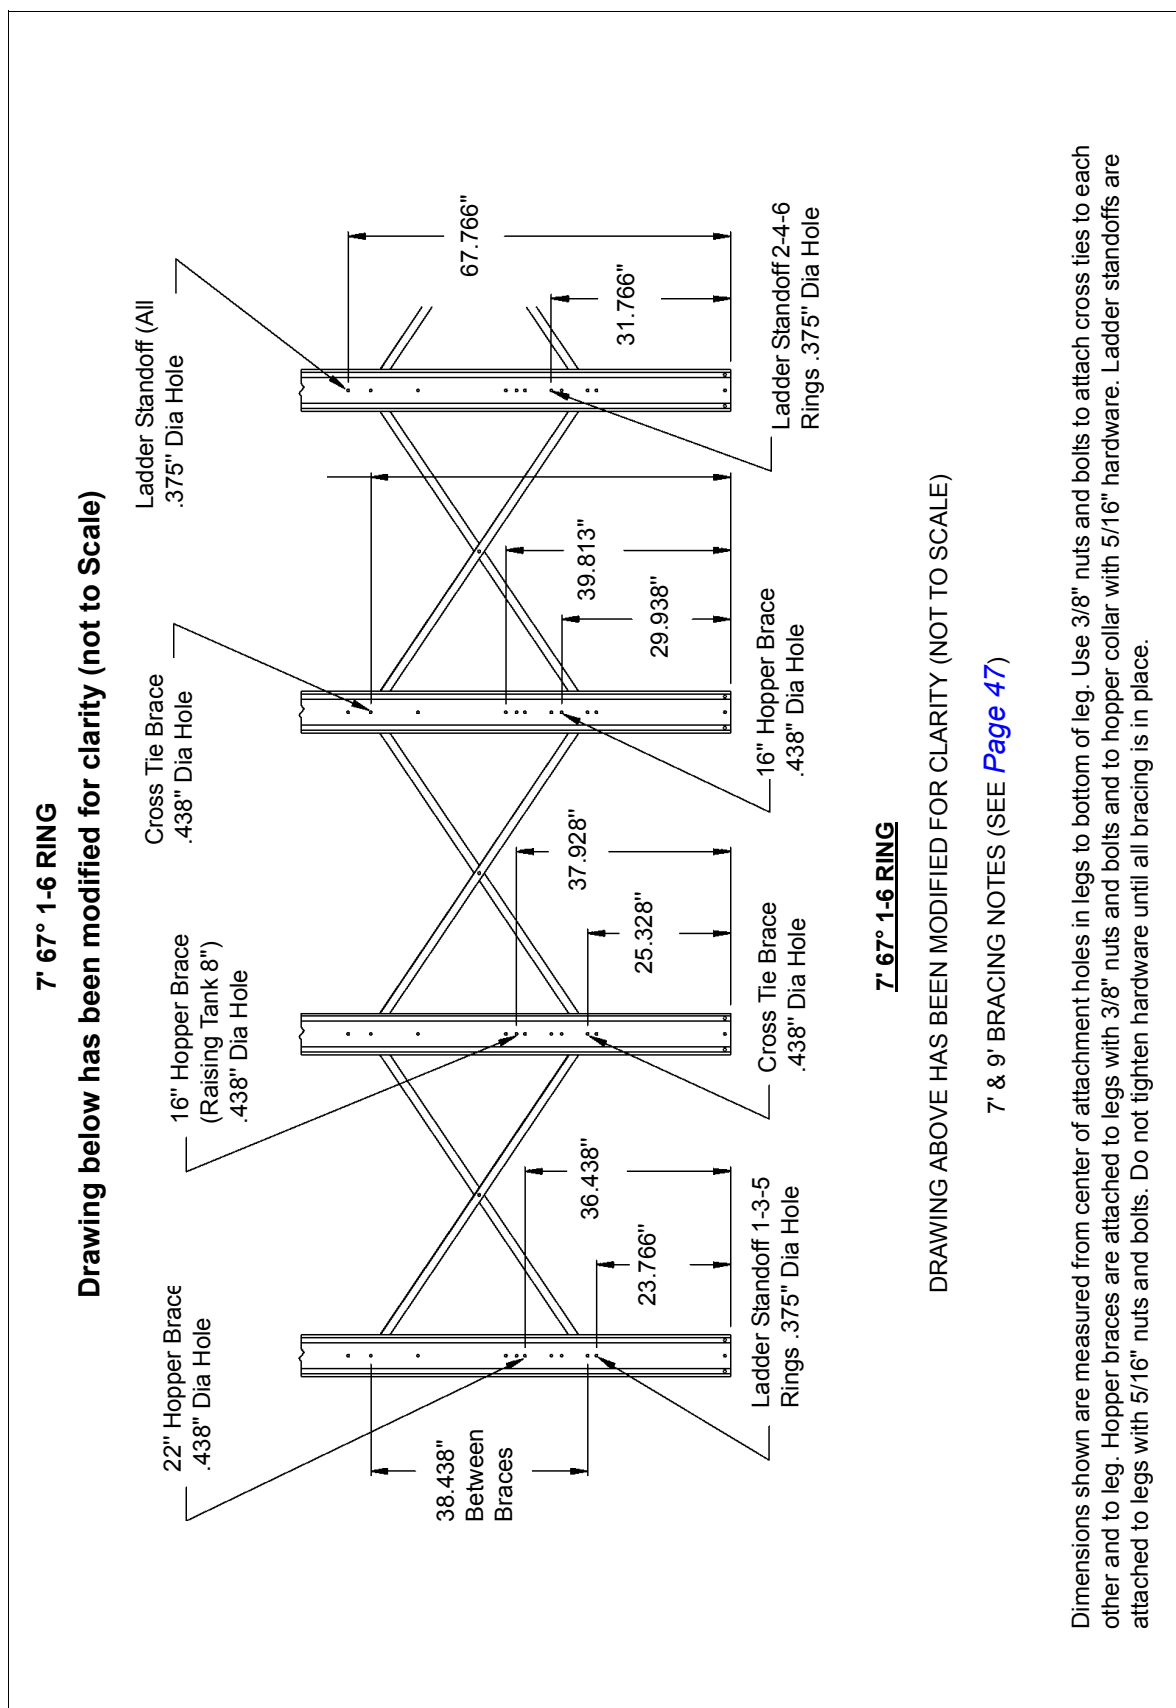 7' 67° 1-6 RING
Drawing below has been modified for clarity (not to Scale)
22" Hopper Brace
.438" Dia Hole
16" Hopper Brace
(Raising Tank 8")
.438" Dia Hole
Cross Tie Brace
.438" Dia Hole
Ladder Standoff (All
.375" Dia Hole
38.438"
Between
Braces
36.438"
23.766"
37.928"
25.328"
39.813"
29.938"
67.766"
31.766"
Ladder Standoff 1-3-5
Rings .375" Dia Hole
Cross Tie Brace
.438" Dia Hole
16" Hopper Brace
.438" Dia Hole
Ladder Standoff 2-4-6
Rings .375" Dia Hole
7' 67° 1-6 RING
DRAWING ABOVE HAS BEEN MODIFIED FOR CLARITY (NOT TO SCALE)
7' & 9' BRACING NOTES (SEE Page 47)
Dimensions shown are measured from center of attachment holes in legs to bottom of leg. Use 3/8" nuts and bolts to attach cross ties to each
other and to leg. Hopper braces are attached to legs with 3/8" nuts and bolts and to hopper collar with 5/16" hardware. Ladder standoffs are
attached to legs with 5/16" nuts and bolts. Do not tighten hardware until all bracing is in place.